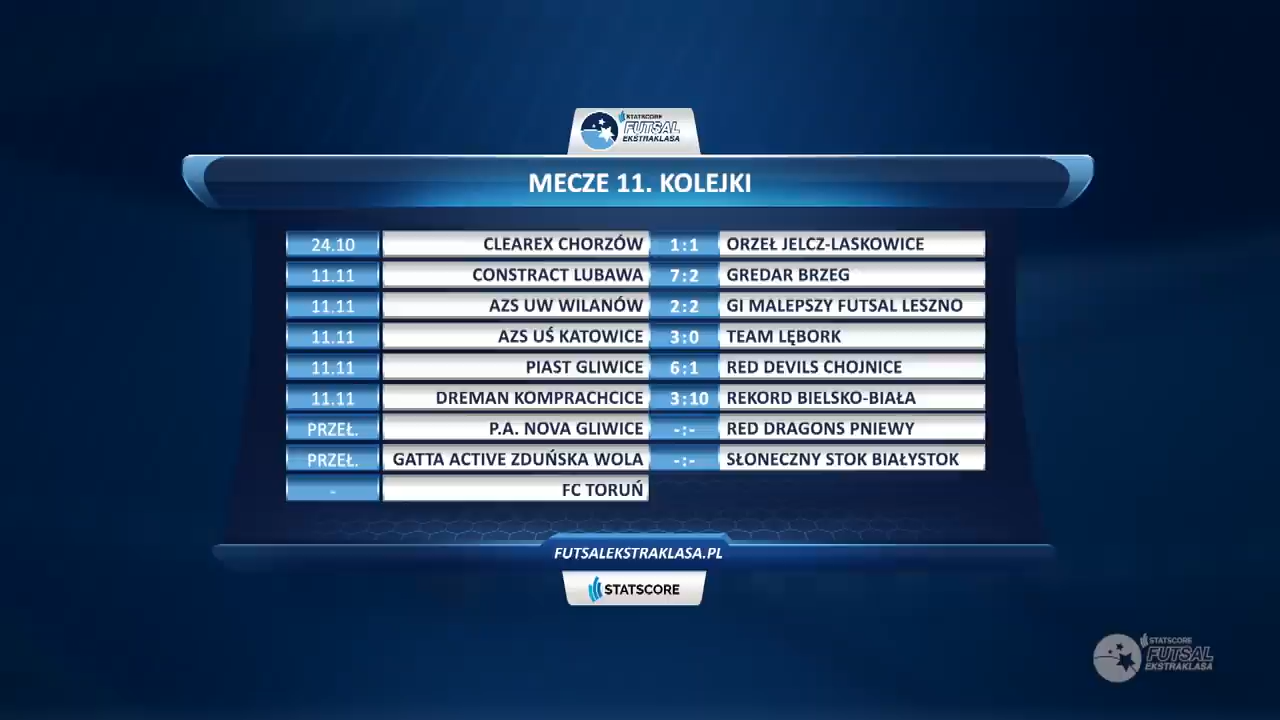 STATSCORE
FUTSAL
EKSTRAKLASA
MECZE 11. KOLEJKI
24.10 CLEAREX CHORZÓW 1:1 ORZEŁ JELCZ-LASKOWICE
11.11 CONSTRACT LUBAWA 7:2 GREDAR BRZEG
11.11 AZS UW WILANÓW 2:2 GI MALEPSZY FUTSAL LESZNO
11.11 AZS UŚ KATOWICE 3:0 TEAM LĘBORK
11.11 PIAST GLIWICE 6:1 RED DEVILS CHOJNICE
11.11 DREMAN KOMPRACHCICE 3:10 REKORD BIELSKO-BIAŁA
PRZEŁ. P.A. NOVA GLIWICE -:- RED DRAGONS PNIEWY
PRZEŁ. GATTA ACTIVE ZDUŃSKA WOLA -:- SŁONECZNY STOK BIAŁYSTOK
- FC TORUŃ
FUTSALEKSTRAKLASA.PL
STATSCORE
STATSCORE
FUTSAL
EKSTRAKLASA